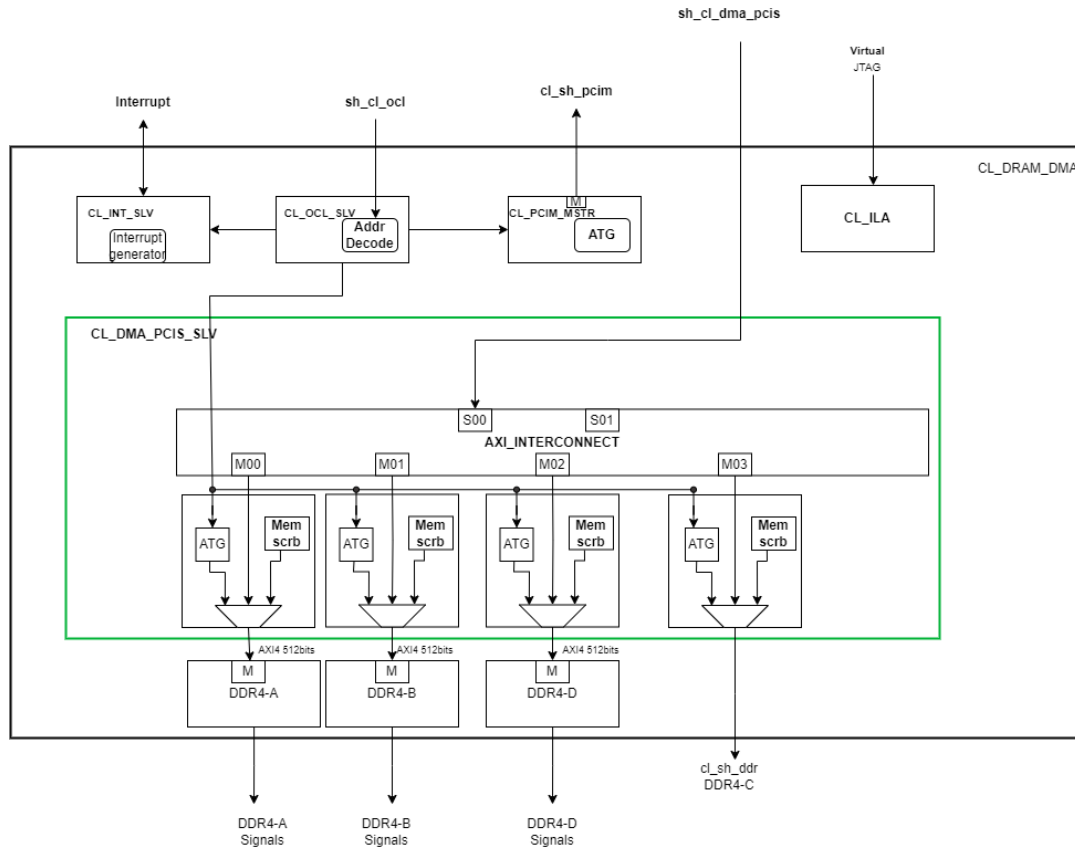 sh_cl_dma_pcis
Virtual
JTAG
Interrupt
sh_cl_ocl
cl_sh_pcim
CL_DRAM_DMA
CL_INT_SLV
Interrupt
generator
CL_OCL_SLV
Addr
Decode
M
CL_PCIM_MSTR
ATG
CL_ILA
CL_DMA_PCIS_SLV
S00
S01
AXI_INTERCONNECT
M00
M01
M02
M03
ATG
Mem
scrb
ATG
Mem
scrb
ATG
Mem
scrb
ATG
Mem
scrb
AXI4 512bits
AXI4 512bits
AXI4 512bits
M
DDR4-A
M
DDR4-B
M
DDR4-D
cl_sh_ddr
DDR4-C
DDR4-A
Signals
DDR4-B
Signals
DDR4-D
Signals